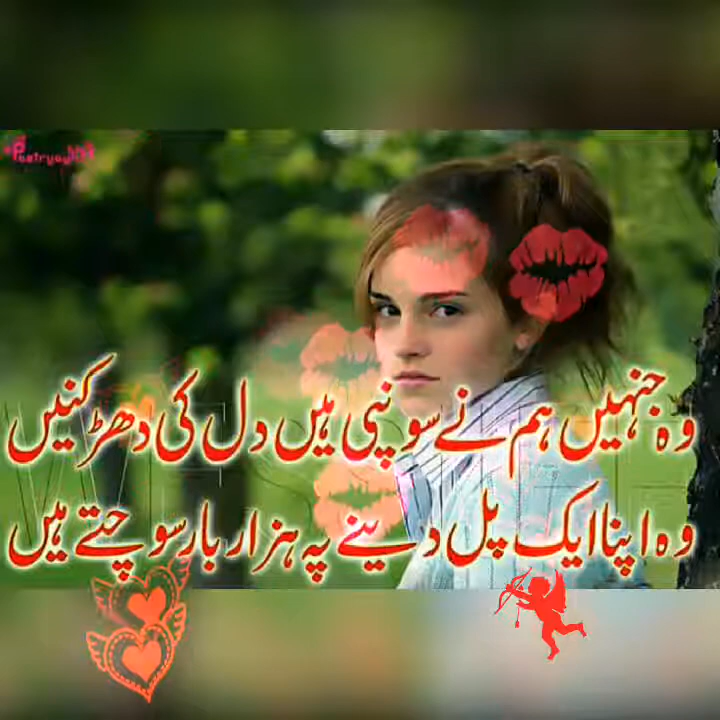 وہ جنہیں ہم نے سونپی ہیں دل کی دھڑکنیں
وہ اپنا ایک پل دینے پہ ہزار بار سوچتے ہیں